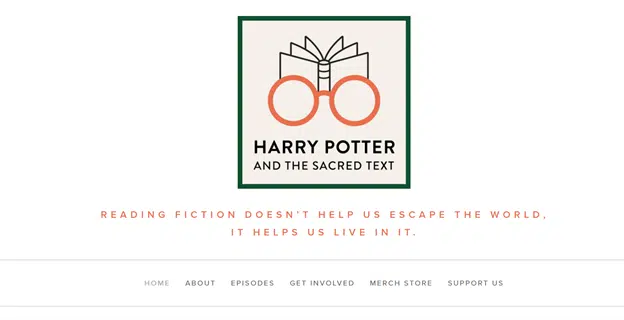 HARRY POTTER
AND THE SACRED TEXT
READING FICTION DOESN'T HELP US ESCAPE THE WORLD,
IT HELPS US LIVE IN IT.
HOME ABOUT EPISODES GET INVOLVED MERCH STORE SUPPORT US